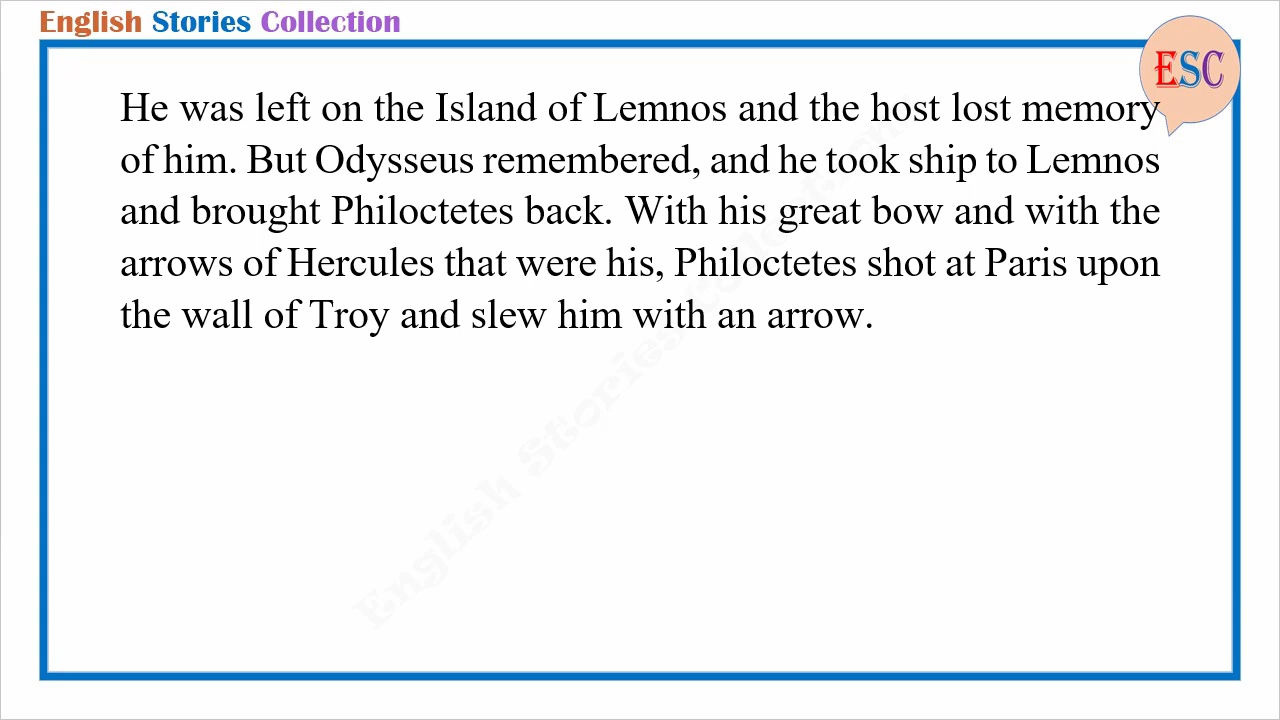 English Stories Collection
ESC
He was left on the Island of Lemnos and the host lost memory
of him. But Odysseus remembered, and he took ship to Lemnos
and brought Philoctetes back. With his great bow and with the
arrows of Hercules that were his, Philoctetes shot at Paris upon
the wall of Troy and slew him with an arrow.
English Stories Collection